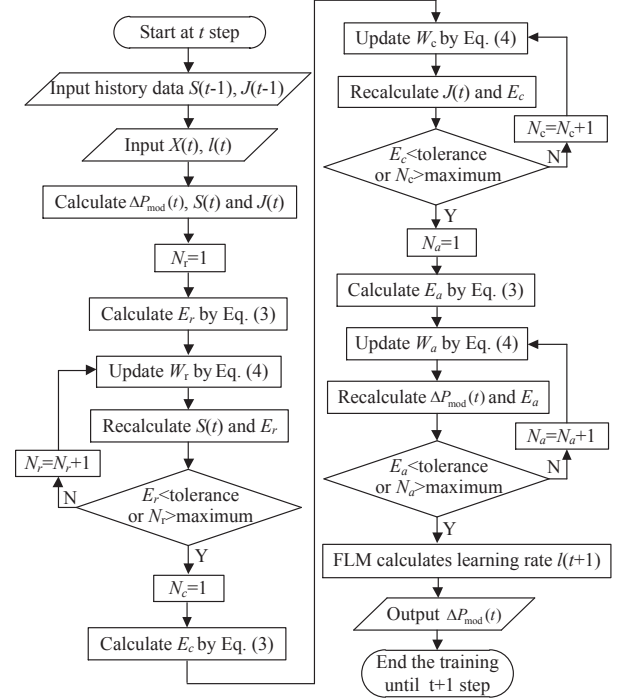 Start at t step
Input history data S(t-1), J(t-1)
Input X(t), l(t)
Calculate ΔPmod(t), S(t) and J(t)
Nr=1
Calculate Er by Eq. (3)
Update Wr by Eq. (4)
Recalculate S(t) and Er
Nr=Nr+1
N
Er<tolerance
or Nr>maximum
Y
Nc=1
Calculate Ec by Eq. (3)
Update Wc by Eq. (4)
Recalculate J(t) and Ec
Nc=Nc+1
N
Ec<tolerance
or Nc>maximum
Y
Na=1
Calculate Ea by Eq. (3)
Update Wa by Eq. (4)
Recalculate ΔPmod(t) and Ea
Na=Na+1
N
Ea<tolerance
or Na>maximum
Y
FLM calculates learning rate l(t+1)
Output ΔPmod(t)
End the training
until t+1 step